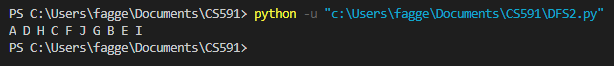 PS C:\Users\fagge\Documents\CS591> python -u "c:\Users\fagge\Documents\CS591\DFS2.py"
A D H C F J G B E I
PS C:\Users\fagge\Documents\CS591>